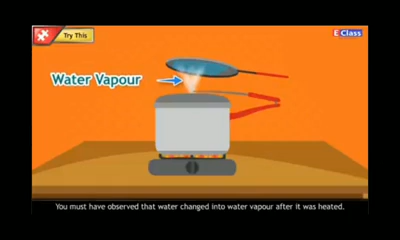 Try This
E Class
Water Vapour
You must have observed that water changed into water vapour after it was heated.